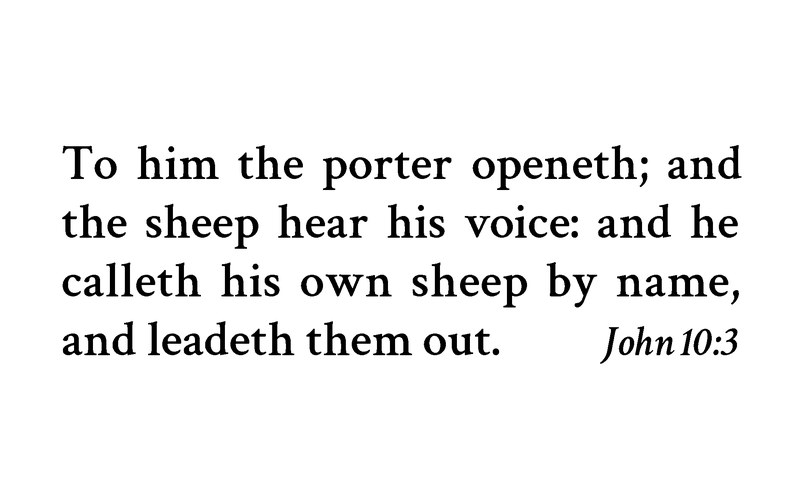 To him the porter openeth; and
the sheep hear his voice: and he
calleth his own sheep by name,
and leadeth them out. John 10:3